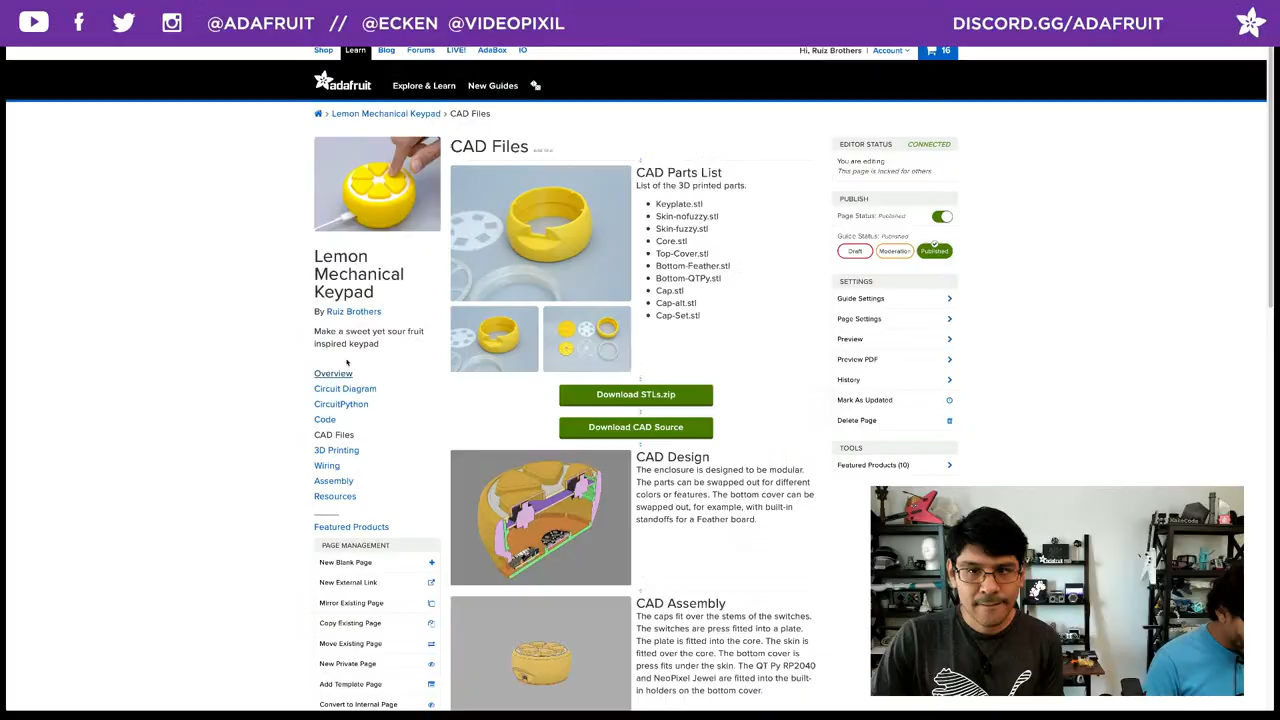 @ADAFRUIT // @ECKEN @VIDEOPIXIL
DISCORD.GG/ADAFRUIT
Shop Learn Blog Forums LIVE! AdaBox IO
Hi, Ruiz Brothers | Account 16
adafruit Explore & Learn New Guides
Lemon Mechanical Keypad › CAD Files
Lemon
Mechanical
Keypad
By Ruiz Brothers
Make a sweet yet sour fruit
inspired keypad
Overview
Circuit Diagram
CircuitPython
Code
CAD Files
3D Printing
Wiring
Assembly
Resources
Featured Products
PAGE MANAGEMENT
New Blank Page
New External Link
Mirror Existing Page
Copy Existing Page
Move Existing Page
New Private Page
Add Template Page
Convert to Internal Page
CAD Files
CAD Parts List
List of the 3D printed parts.
Keyplate.stl
Skin-nofuzzy.stl
Skin-fuzzy.stl
Core.stl
Top-Cover.stl
Bottom-Feather.stl
Bottom-QTPy.stl
Cap.stl
Cap-alt.stl
Cap-Set.stl
Download STLs.zip
Download CAD Source
CAD Design
The enclosure is designed to be modular.
The parts can be swapped out for different
colors or features. The bottom cover can be
swapped out, for example, with built-in
standoffs for a Feather board.
CAD Assembly
The caps fit over the stems of the switches.
The switches are press fitted into a plate.
The plate is fitted into the core. The skin is
fitted over the core. The bottom cover is
press fits under the skin. The QT Py RP2040
and NeoPixel Jewel are fitted into the built-
in holders on the bottom cover.
EDITOR STATUS CONNECTED
You are editing
This page is locked for others
PUBLISH
Page Status: Published
Guide Status: Published
Draft Moderation Published
SETTINGS
Guide Settings
Page Settings
Preview
Preview PDF
History
Mark As Updated
Delete Page
TOOLS
Featured Products (10)
MakeCode